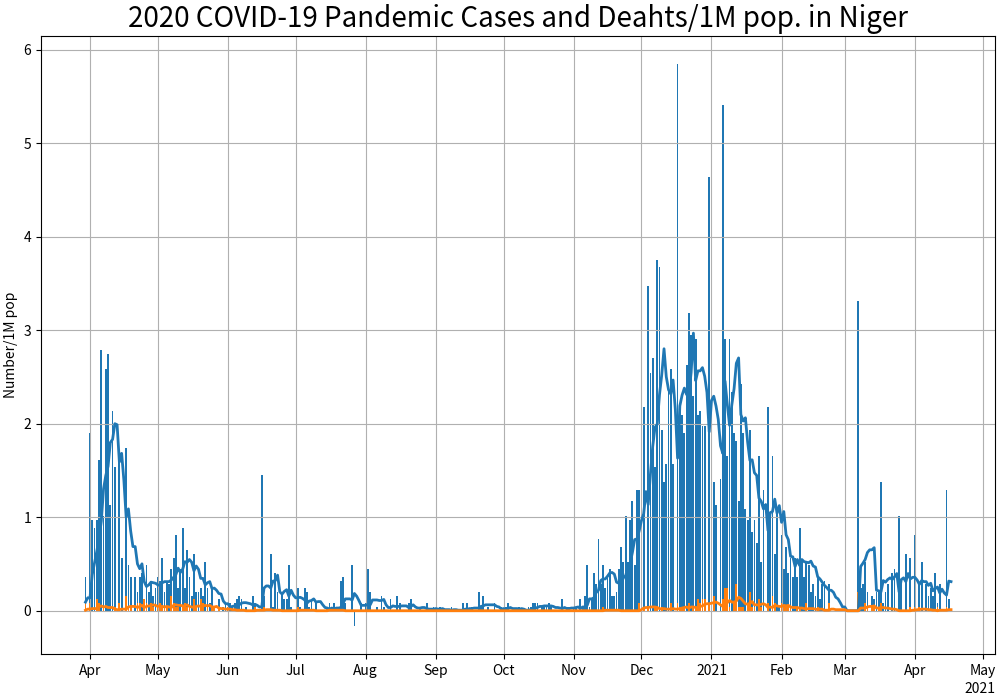 2020 COVID-19 Pandemic Cases and Deahts/1M pop. in Niger
Number/1M pop
6
5
4
3
2
1
0
Apr May Jun Jul Aug Sep Oct Nov Dec 2021 Feb Mar Apr May
2021